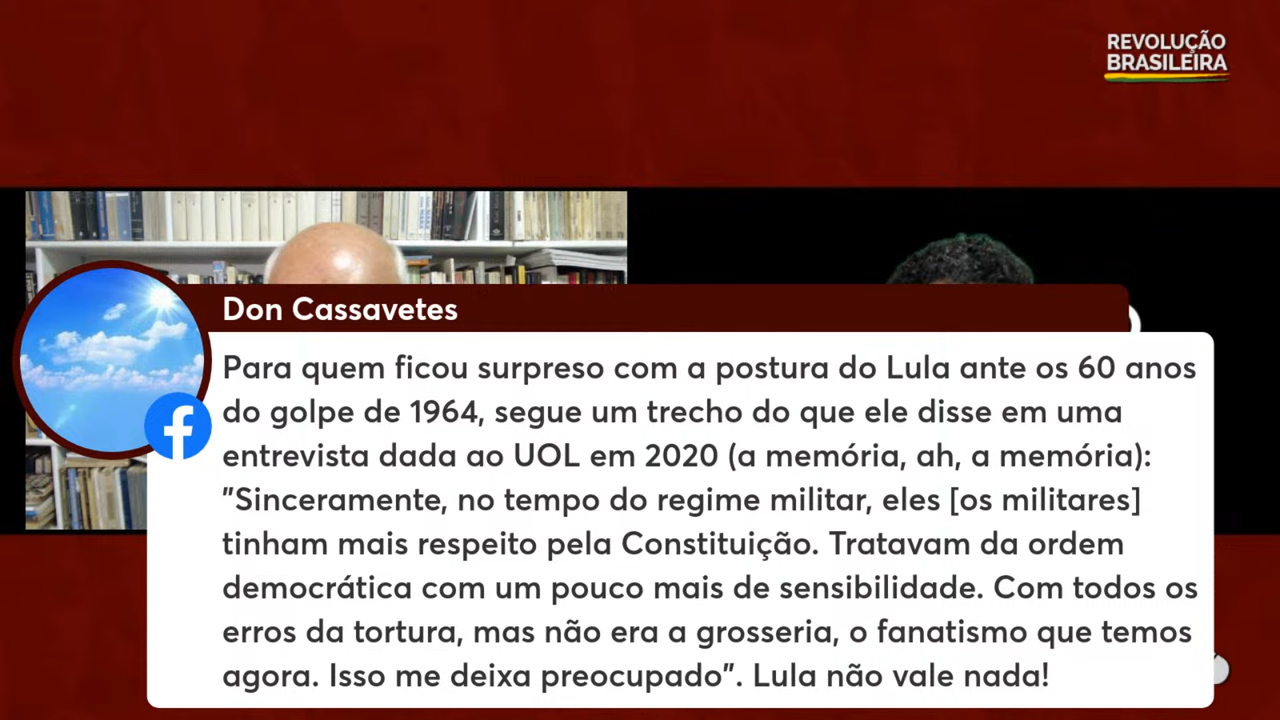 REVOLUÇÃO
BRASILEIRA
Don Cassavetes
Para quem ficou surpreso com a postura do Lula ante os 60 anos
do golpe de 1964, segue um trecho do que ele disse em uma
entrevista dada ao UOL em 2020 (a memória, ah, a memória):
"Sinceramente, no tempo do regime militar, eles [os militares]
tinham mais respeito pela Constituição. Tratavam da ordem
democrática com um pouco mais de sensibilidade. Com todos os
erros da tortura, mas não era a grosseria, o fanatismo que temos
agora. Isso me deixa preocupado". Lula não vale nada!